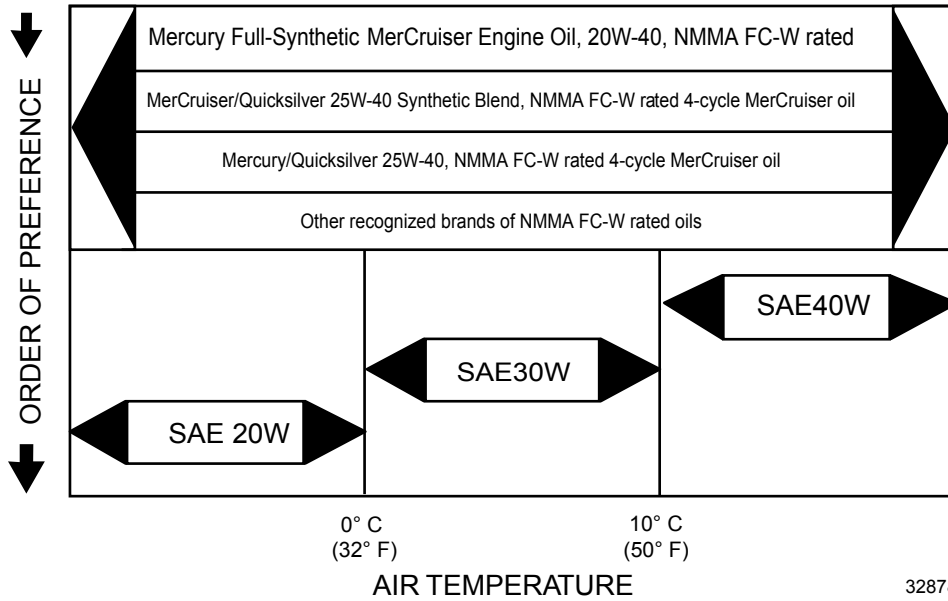 ORDER OF PREFERENCE
Mercury Full-Synthetic MerCruiser Engine Oil, 20W-40, NMMA FC-W rated
MerCruiser/Quicksilver 25W-40 Synthetic Blend, NMMA FC-W rated 4-cycle MerCruiser oil
Mercury/Quicksilver 25W-40, NMMA FC-W rated 4-cycle MerCruiser oil
Other recognized brands of NMMA FC-W rated oils
SAE40W
SAE30W
SAE 20W
0° C
(32° F)
10° C
(50° F)
AIR TEMPERATURE